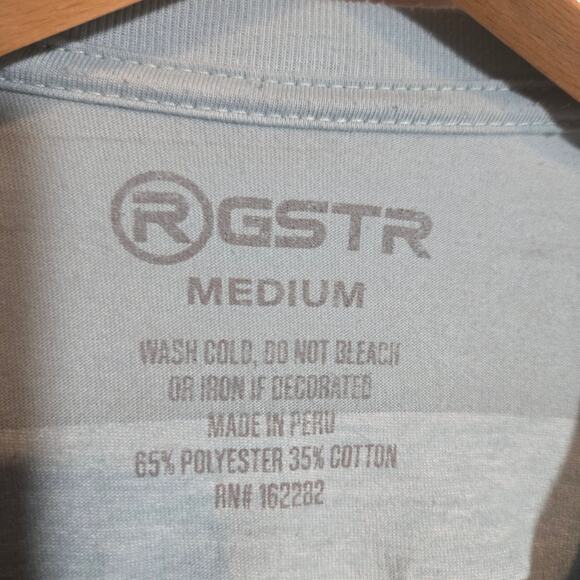 RGSTR
MEDIUM
WASH COLD, DO NOT BLEACH
OR IRON IF DECORATED
MADE IN PERU
65% POLYESTER 35% COTTON
RN# 162282